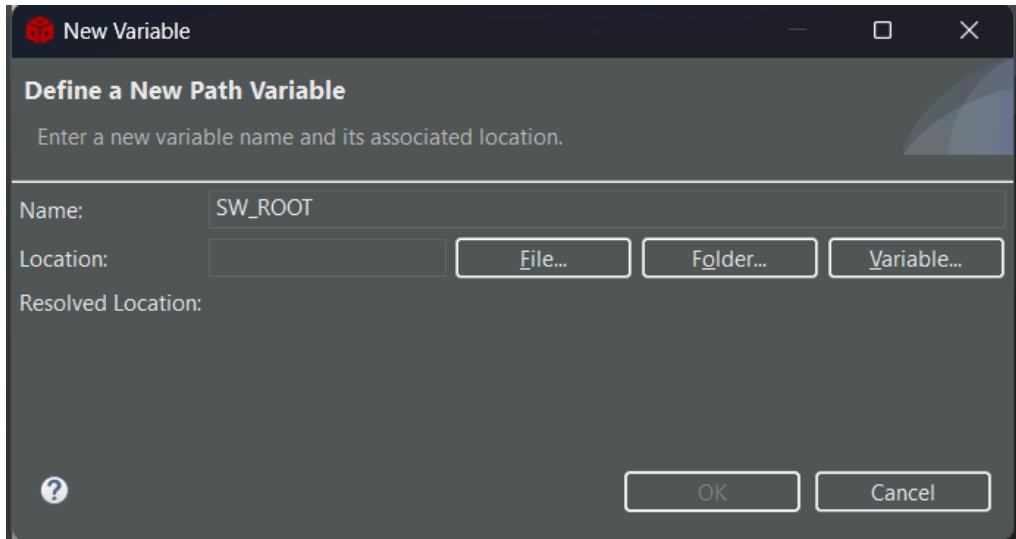 New Variable
Define a New Path Variable
Enter a new variable name and its associated location.
Name: SW_ROOT
Location: File... Folder... Variable...
Resolved Location:
? OK Cancel